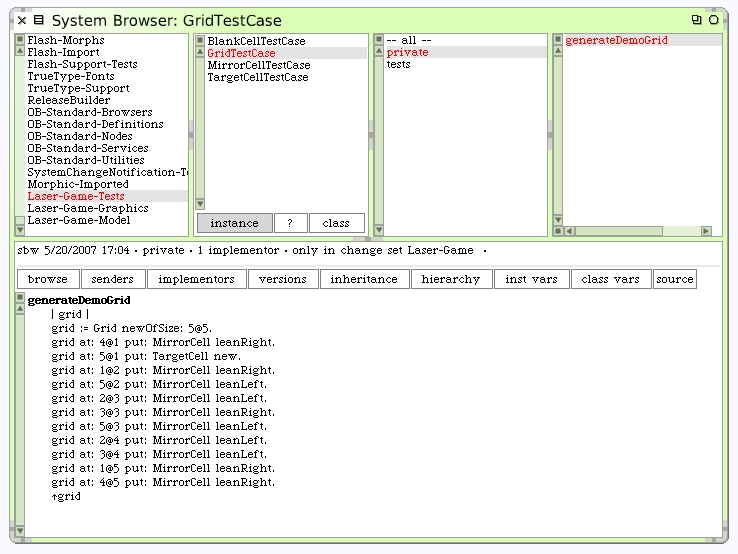 System Browser: GridTestCase
Flash-Morphs
Flash-Import
Flash-Support-Tests
TrueType-Fonts
TrueType-Support
ReleaseBuilder
OB-Standard-Browsers
OB-Standard-Definitions
OB-Standard-Nodes
OB-Standard-Services
OB-Standard-Utilities
SystemChangeNotification-Te
Morphic-Imported
Laser-Game-Tests
Laser-Game-Graphics
Laser-Game-Model
BlankCellTestCase
GridTestCase
MirrorCellTestCase
TargetCellTestCase
instance ? class
-- all --
private
tests
generateDemoGrid
sbw 5/20/2007 17:04 · private · 1 implementor · only in change set Laser-Game ·
browse senders implementors versions inheritance hierarchy inst vars class vars source
generateDemoGrid
| grid |
grid := Grid newOfSize: 5@5.
grid at: 4@1 put: MirrorCell leanRight.
grid at: 5@1 put: TargetCell new.
grid at: 1@2 put: MirrorCell leanRight.
grid at: 5@2 put: MirrorCell leanLeft.
grid at: 2@3 put: MirrorCell leanLeft.
grid at: 3@3 put: MirrorCell leanRight.
grid at: 5@3 put: MirrorCell leanLeft.
grid at: 2@4 put: MirrorCell leanLeft.
grid at: 3@4 put: MirrorCell leanLeft.
grid at: 1@5 put: MirrorCell leanRight.
grid at: 4@5 put: MirrorCell leanRight.
↑grid